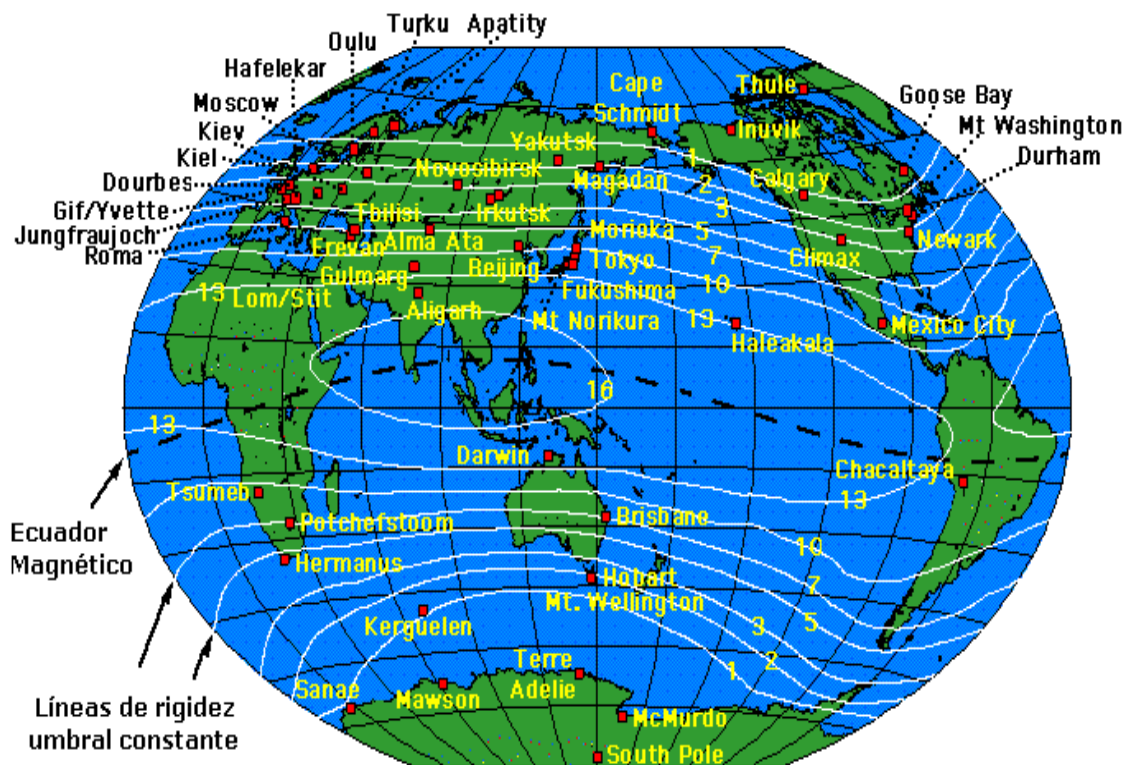 Turku Apatity
Oulu
Hafelekar
Moscow
Kiev
Kiel
Dourbes
Gif/Yvette
Jungfraujoch
Roma
Cape
Schmidt
Thule
Goose Bay
Mt Washington
Durham
Inuvik
Yakutsk
Novosibirsk
Magadan
Calgary
1
2
3
5
7
10
13
Tbilisi
Irkutsk
Erevan
Alma Ata
Morioka
Newark
Climax
Beijing
Tokyo
Gulmarg
13
Lom/Stit
Fukushima
Aligarh
Mt Norikura
Haleakala
Mexico City
16
13
Darwin
Chacaltaya
13
Tsumeb
Potchefstoom
Brisbane
Ecuador
Magnético
Hermanus
10
7
5
3
2
1
Hobart
Mt. Wellington
Kerguelen
Terre
Adelie
Sanae
Mawson
McMurdo
South Pole
Líneas de rigidez
umbral constante